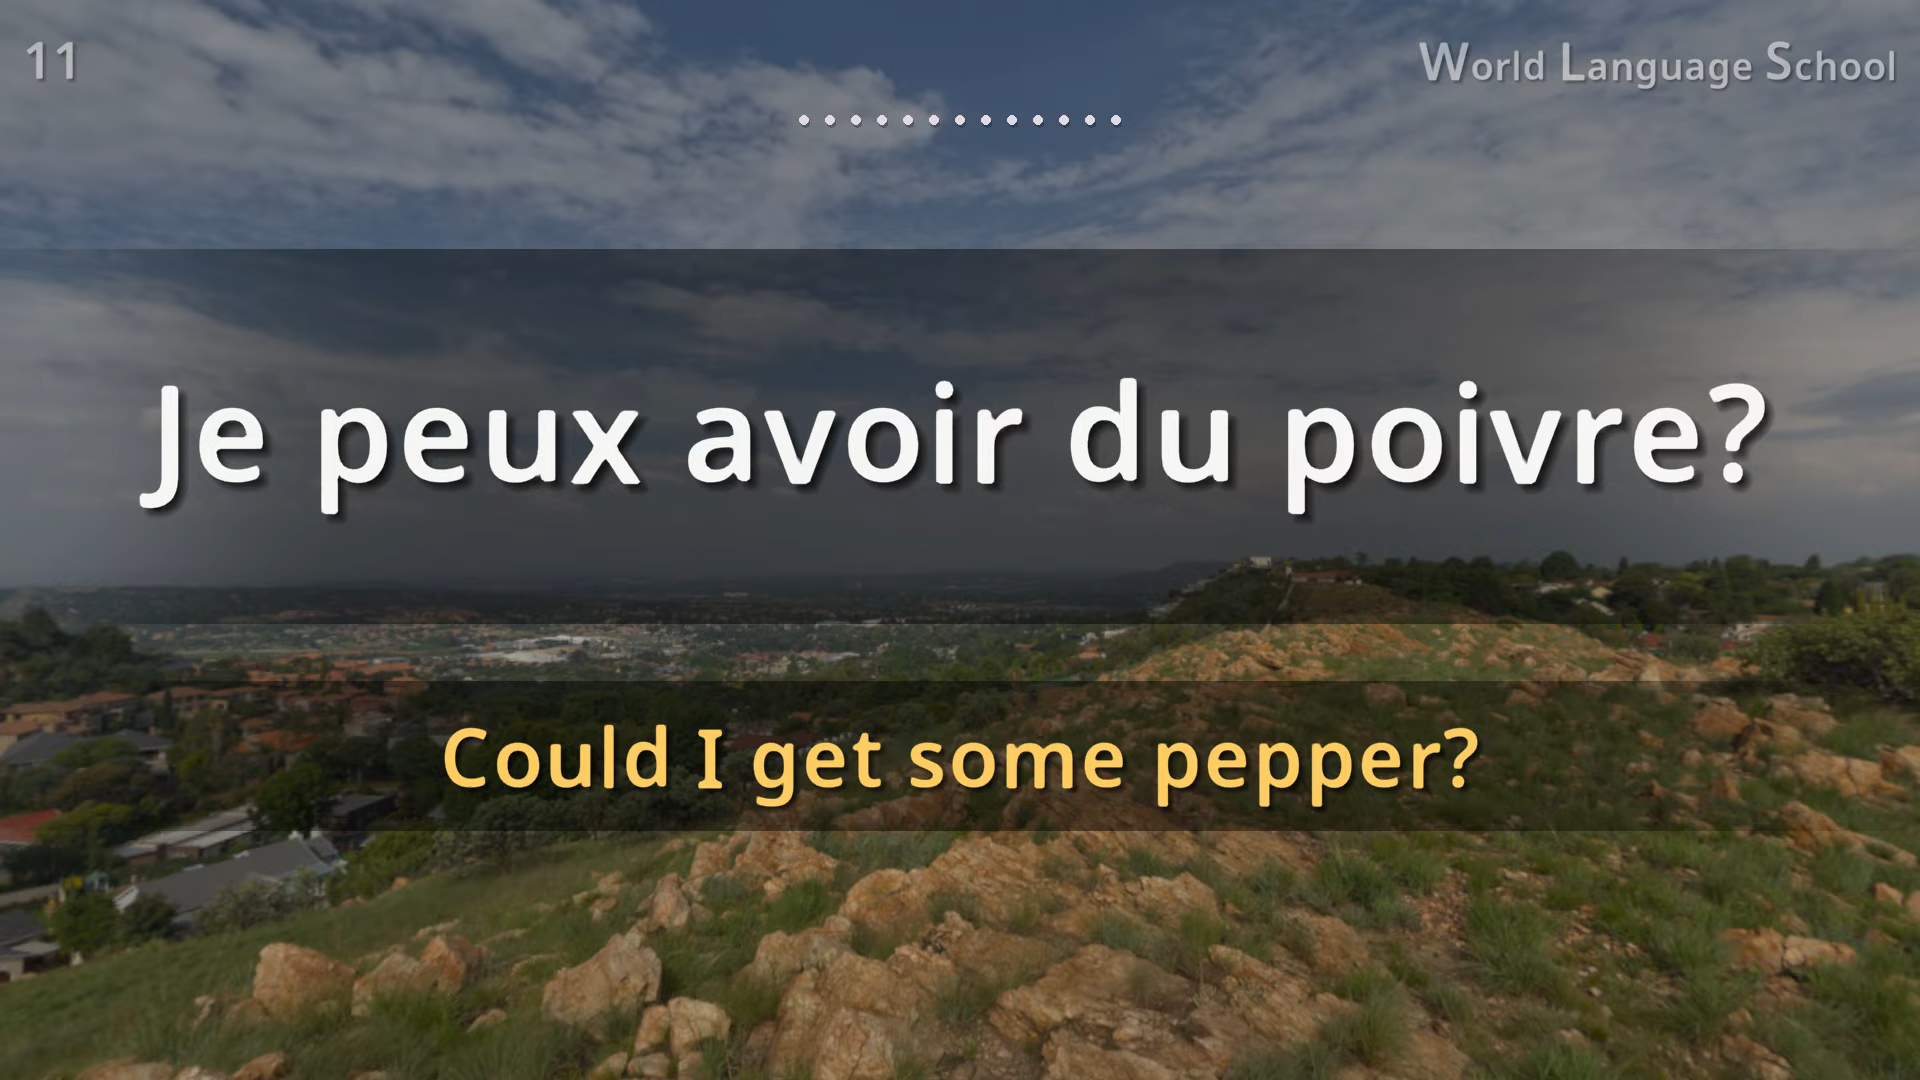 11
World Language School
Je peux avoir du poivre?
Could I get some pepper?